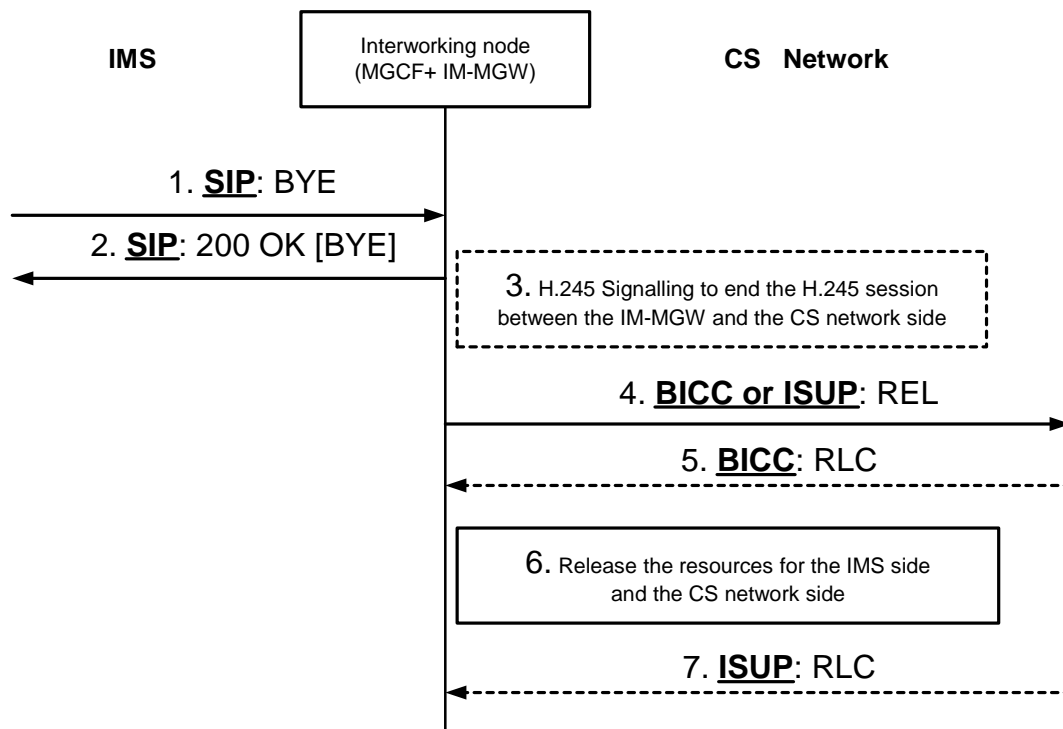 IMS
Interworking node
(MGCF+ IM-MGW)
CS Network
1. SIP: BYE
2. SIP: 200 OK [BYE]
3. H.245 Signalling to end the H.245 session
between the IM-MGW and the CS network side
4. BICC or ISUP: REL
5. BICC: RLC
6. Release the resources for the IMS side
and the CS network side
7. ISUP: RLC